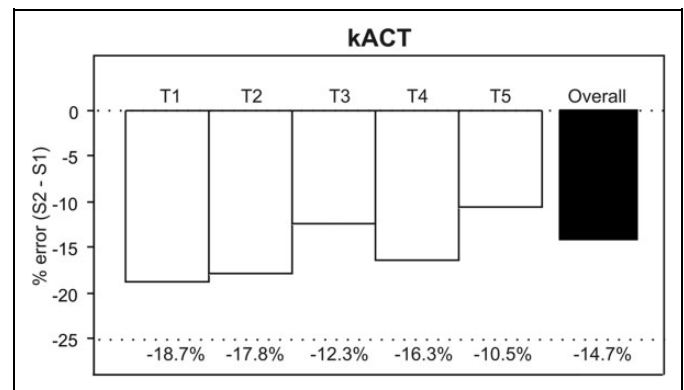 kACT
T1 T2 T3 T4 T5 Overall
0
-5
-10
-15
-20
-25
% error (S2 - S1)
-18.7% -17.8% -12.3% -16.3% -10.5% -14.7%